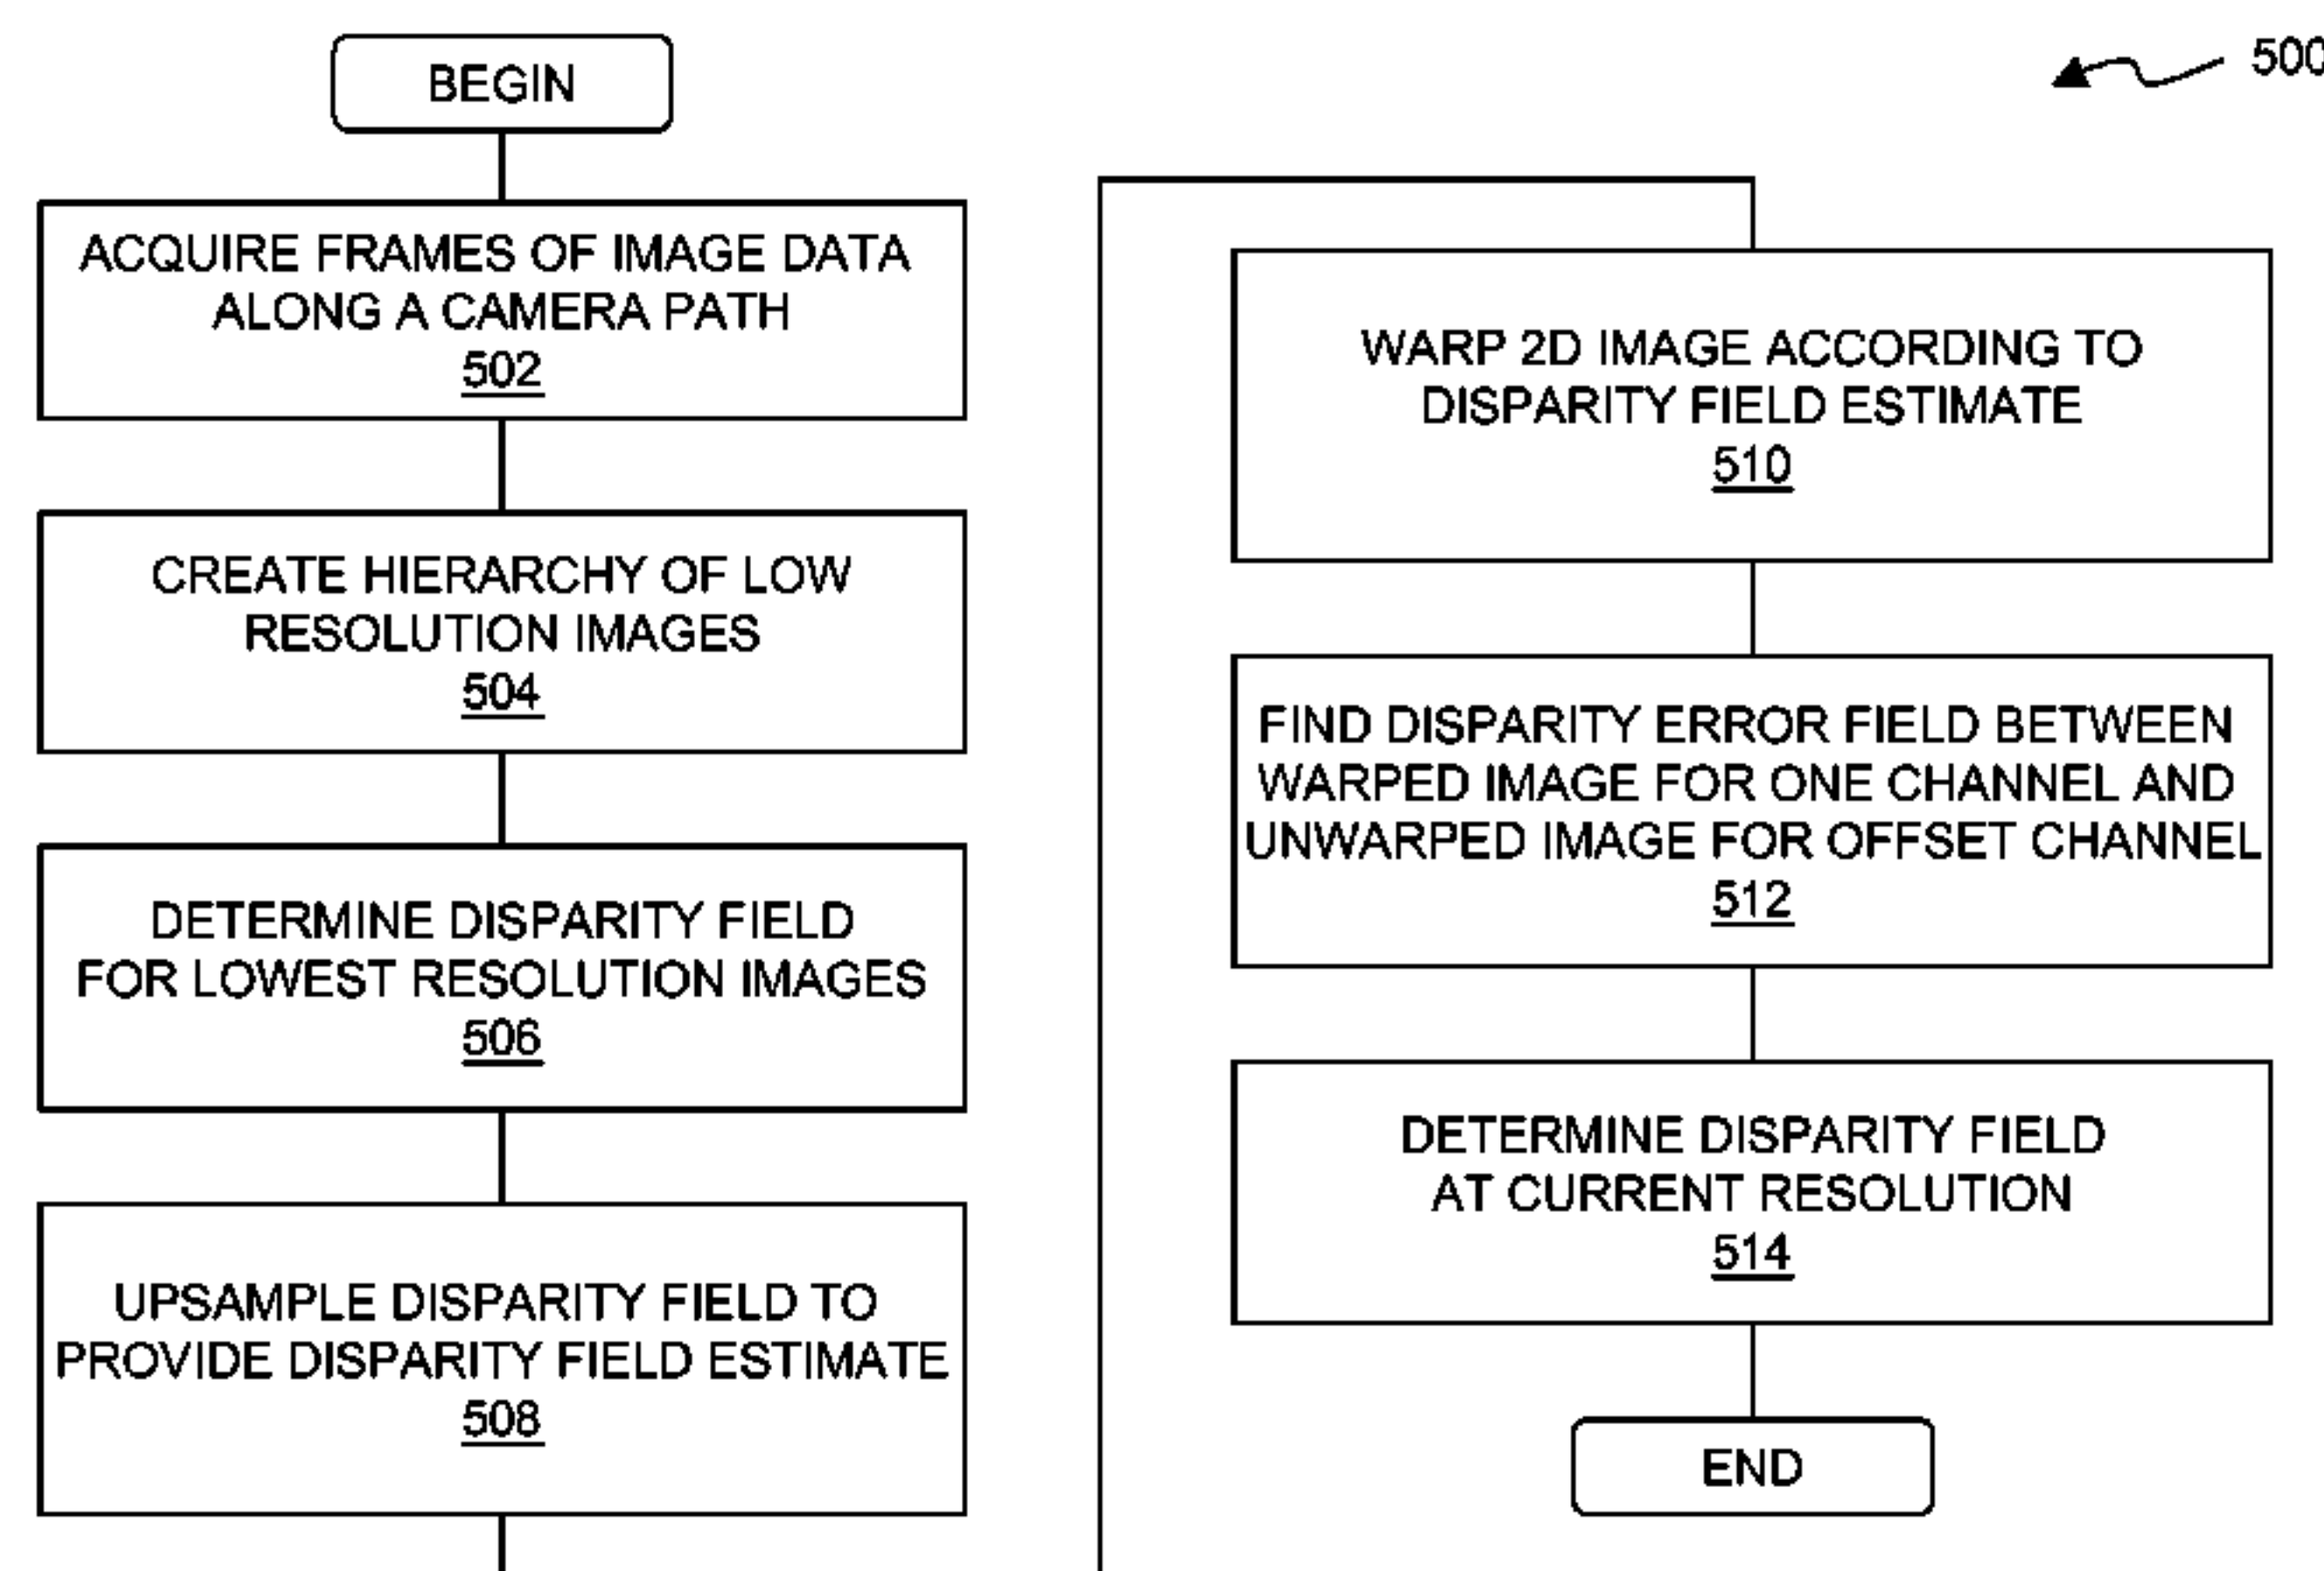 BEGIN
ACQUIRE FRAMES OF IMAGE DATA
ALONG A CAMERA PATH
502
CREATE HIERARCHY OF LOW
RESOLUTION IMAGES
504
DETERMINE DISPARITY FIELD
FOR LOWEST RESOLUTION IMAGES
506
UPSAMPLE DISPARITY FIELD TO
PROVIDE DISPARITY FIELD ESTIMATE
508
500
WARP 2D IMAGE ACCORDING TO
DISPARITY FIELD ESTIMATE
510
FIND DISPARITY ERROR FIELD BETWEEN
WARPED IMAGE FOR ONE CHANNEL AND
UNWARPED IMAGE FOR OFFSET CHANNEL
512
DETERMINE DISPARITY FIELD
AT CURRENT RESOLUTION
514
END